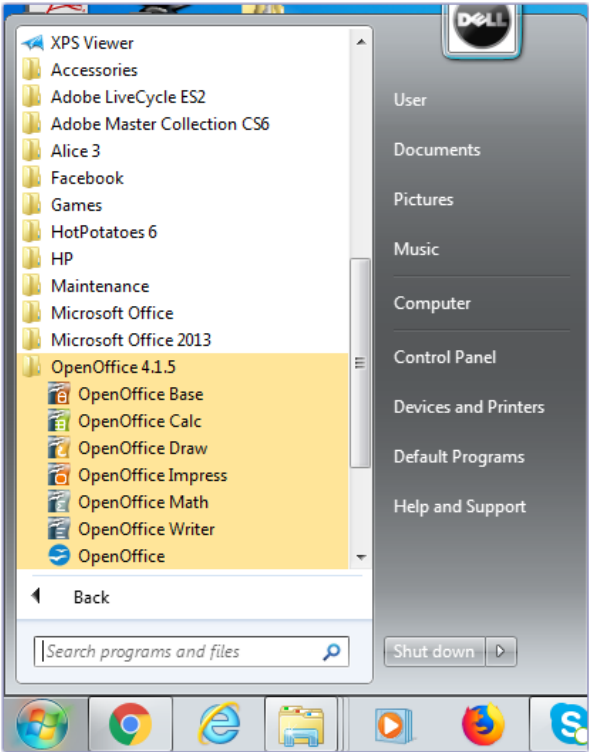 XPS Viewer
Accessories
Adobe LiveCycle ES2
Adobe Master Collection CS6
Alice 3
Facebook
Games
HotPotatoes 6
HP
Maintenance
Microsoft Office
Microsoft Office 2013
OpenOffice 4.1.5
OpenOffice Base
OpenOffice Calc
OpenOffice Draw
OpenOffice Impress
OpenOffice Math
OpenOffice Writer
OpenOffice
Back
Search programs and files
DELL
User
Documents
Pictures
Music
Computer
Control Panel
Devices and Printers
Default Programs
Help and Support
Shut down
S